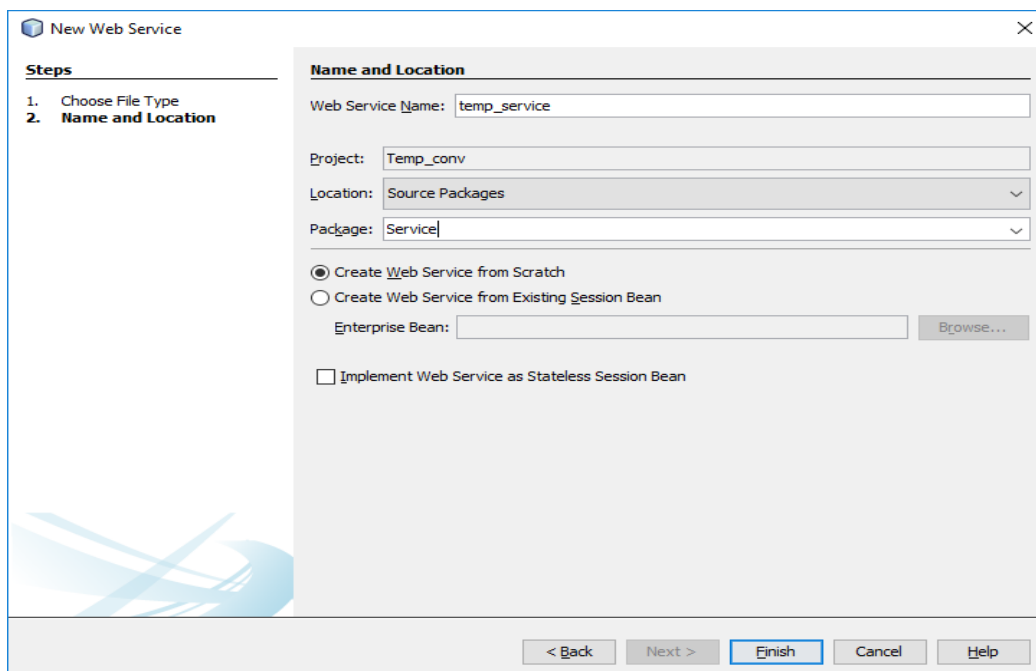 New Web Service
Steps
1. Choose File Type
2. Name and Location
Name and Location
Web Service Name: temp_service
Project: Temp_conv
Location: Source Packages
Package: Service
Create Web Service from Scratch
Create Web Service from Existing Session Bean
Enterprise Bean: Browse...
Implement Web Service as Stateless Session Bean
< Back Next > Finish Cancel Help